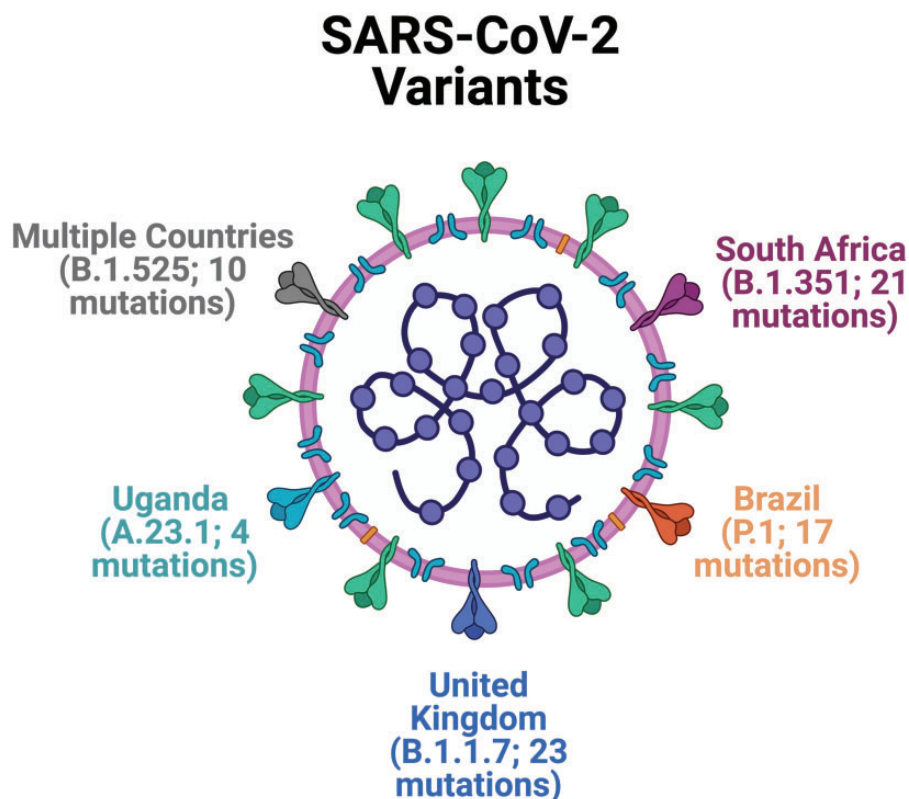 SARS-CoV-2
Variants
Multiple Countries
(B.1.525; 10
mutations)
South Africa
(B.1.351; 21
mutations)
Uganda
(A.23.1; 4
mutations)
Brazil
(P.1; 17
mutations)
United
Kingdom
(B.1.1.7; 23
mutations)